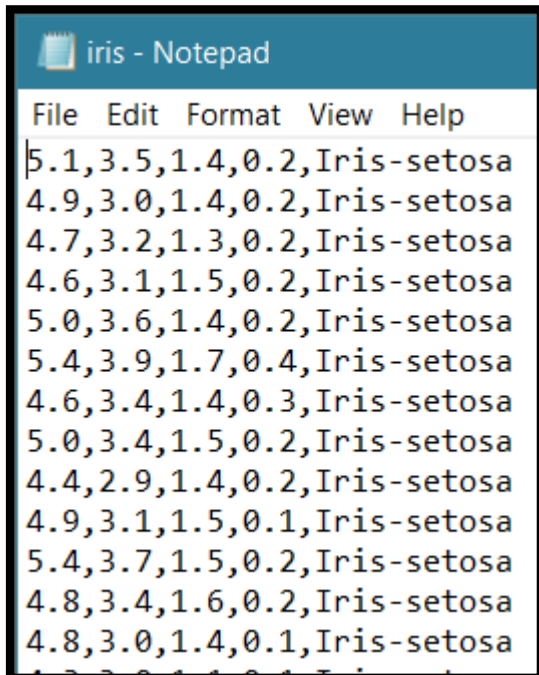 iris - Notepad
File Edit Format View Help
5.1,3.5,1.4,0.2,Iris-setosa
4.9,3.0,1.4,0.2,Iris-setosa
4.7,3.2,1.3,0.2,Iris-setosa
4.6,3.1,1.5,0.2,Iris-setosa
5.0,3.6,1.4,0.2,Iris-setosa
5.4,3.9,1.7,0.4,Iris-setosa
4.6,3.4,1.4,0.3,Iris-setosa
5.0,3.4,1.5,0.2,Iris-setosa
4.4,2.9,1.4,0.2,Iris-setosa
4.9,3.1,1.5,0.1,Iris-setosa
5.4,3.7,1.5,0.2,Iris-setosa
4.8,3.4,1.6,0.2,Iris-setosa
4.8,3.0,1.4,0.1,Iris-setosa